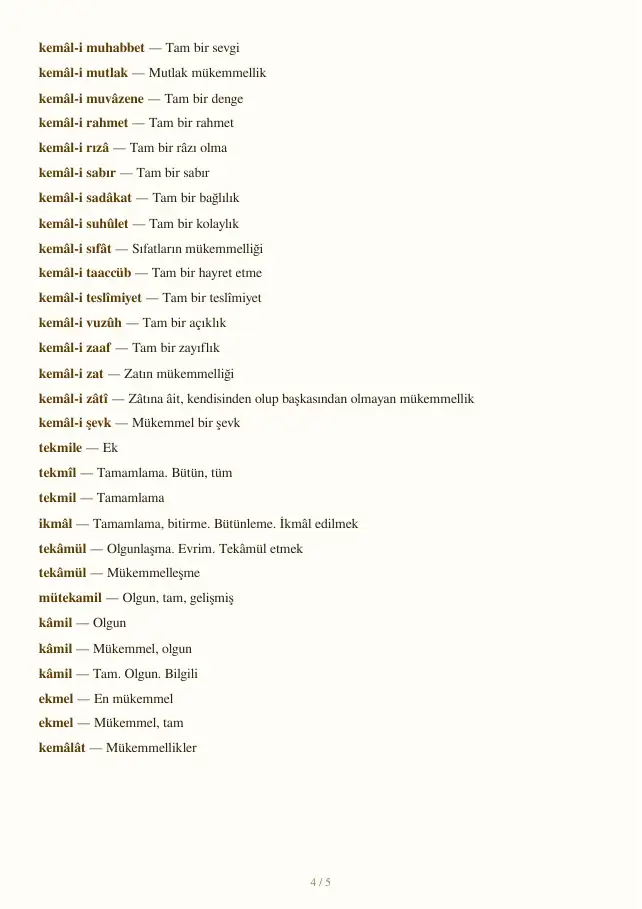 kemâl-i muhabbet — Tam bir sevgi
kemâl-i mutlak — Mutlak mükemmellik
kemâl-i muvâzene — Tam bir denge
kemâl-i rahmet — Tam bir rahmet
kemâl-i rızâ — Tam bir râzı olma
kemâl-i sabır — Tam bir sabır
kemâl-i sadâkat — Tam bir bağlılık
kemâl-i suhûlet — Tam bir kolaylık
kemâl-i sıfât — Sıfatların mükemmelliği
kemâl-i taaccüb — Tam bir hayret etme
kemâl-i teslîmiyet — Tam bir teslîmiyet
kemâl-i vuzûh — Tam bir açıklık
kemâl-i zaaf — Tam bir zayıflık
kemâl-i zat — Zatın mükemmelliği
kemâl-i zâtî — Zâtına âit, kendisinden olup başkasından olmayan mükemmellik
kemâl-i şevk — Mükemmel bir şevk
tekmile — Ek
tekmîl — Tamamlama. Bütün, tüm
tekmil — Tamamlama
ikmâl — Tamamlama, bitirme. Bütünleme. İkmâl edilmek
tekâmül — Olgunlaşma. Evrim. Tekâmül etmek
tekâmül — Mükemmelleşme
mütekamil — Olgun, tam, gelişmiş
kâmil — Olgun
kâmil — Mükemmel, olgun
kâmil — Tam. Olgun. Bilgili
ekmel — En mükemmel
ekmel — Mükemmel, tam
kemâlât — Mükemmellikler
4 / 5